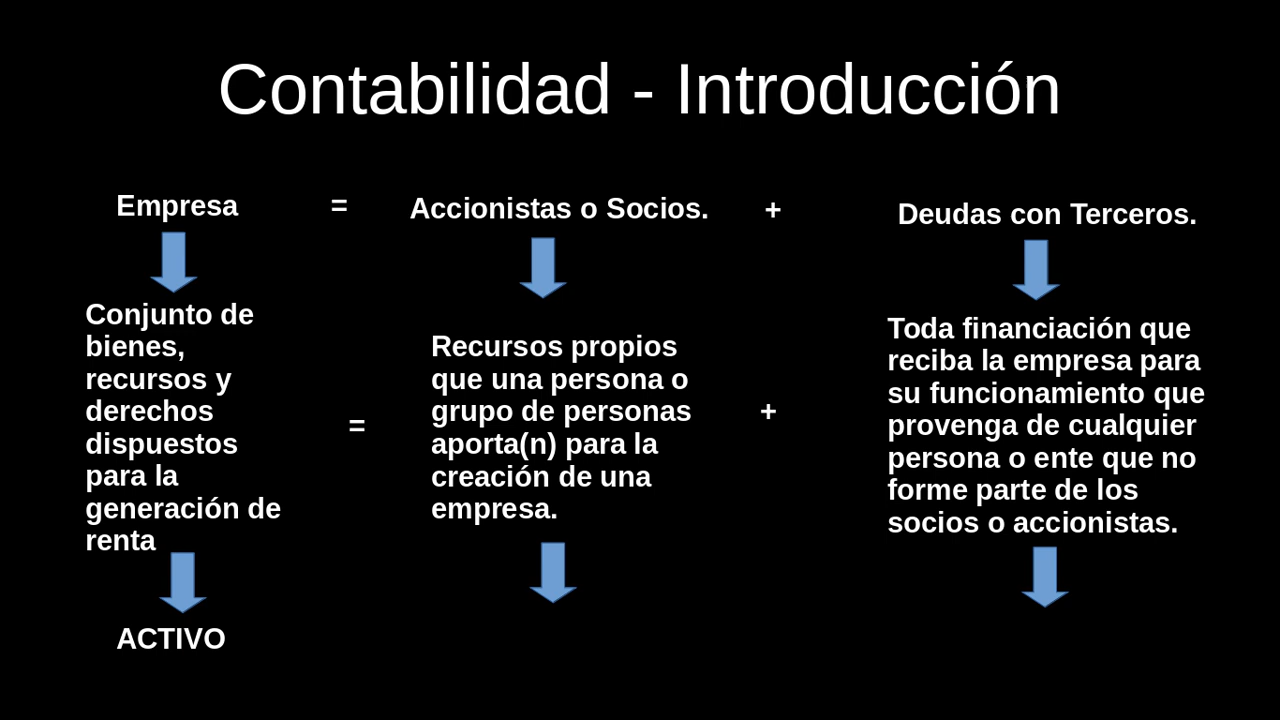 Contabilidad - Introducción
Empresa = Accionistas o Socios. + Deudas con Terceros.
Conjunto de
bienes,
recursos y
derechos
dispuestos
para la
generación de
renta
=
Recursos propios
que una persona o
grupo de personas
aporta(n) para la
creación de una
empresa.
+
Toda financiación que
reciba la empresa para
su funcionamiento que
provenga de cualquier
persona o ente que no
forme parte de los
socios o accionistas.
ACTIVO